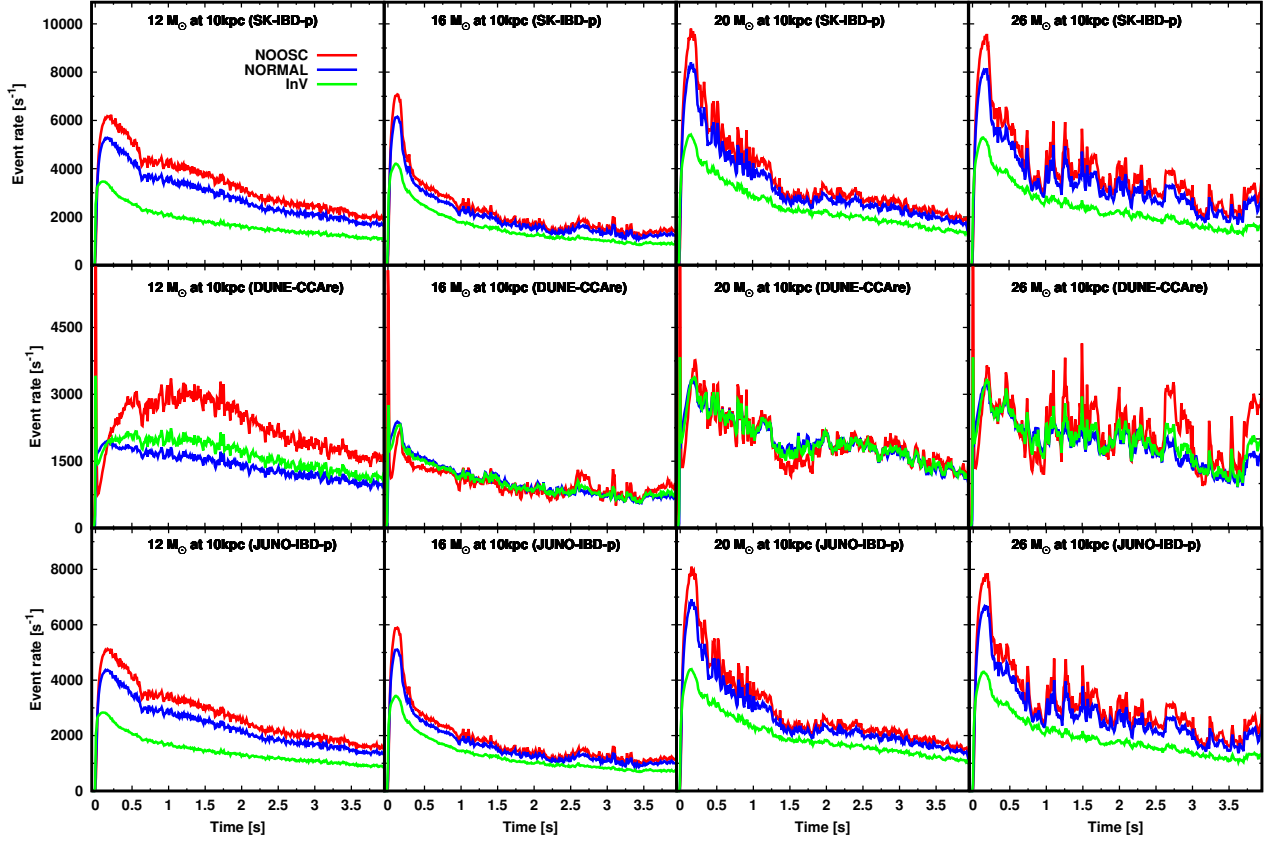 12 M⊙ at 10kpc (SK-IBD-p)
16 M⊙ at 10kpc (SK-IBD-p)
20 M⊙ at 10kpc (SK-IBD-p)
26 M⊙ at 10kpc (SK-IBD-p)
NOOSC
NORMAL
InV
Event rate [s⁻¹]
10000
8000
6000
4000
2000
0
12 M⊙ at 10kpc (DUNE-CCAre)
16 M⊙ at 10kpc (DUNE-CCAre)
20 M⊙ at 10kpc (DUNE-CCAre)
26 M⊙ at 10kpc (DUNE-CCAre)
Event rate [s⁻¹]
4500
3000
1500
0
12 M⊙ at 10kpc (JUNO-IBD-p)
16 M⊙ at 10kpc (JUNO-IBD-p)
20 M⊙ at 10kpc (JUNO-IBD-p)
26 M⊙ at 10kpc (JUNO-IBD-p)
Event rate [s⁻¹]
8000
6000
4000
2000
0
0 0.5 1 1.5 2 2.5 3 3.5
0 0.5 1 1.5 2 2.5 3 3.5
0 0.5 1 1.5 2 2.5 3 3.5
0 0.5 1 1.5 2 2.5 3 3.5
Time [s]
Time [s]
Time [s]
Time [s]